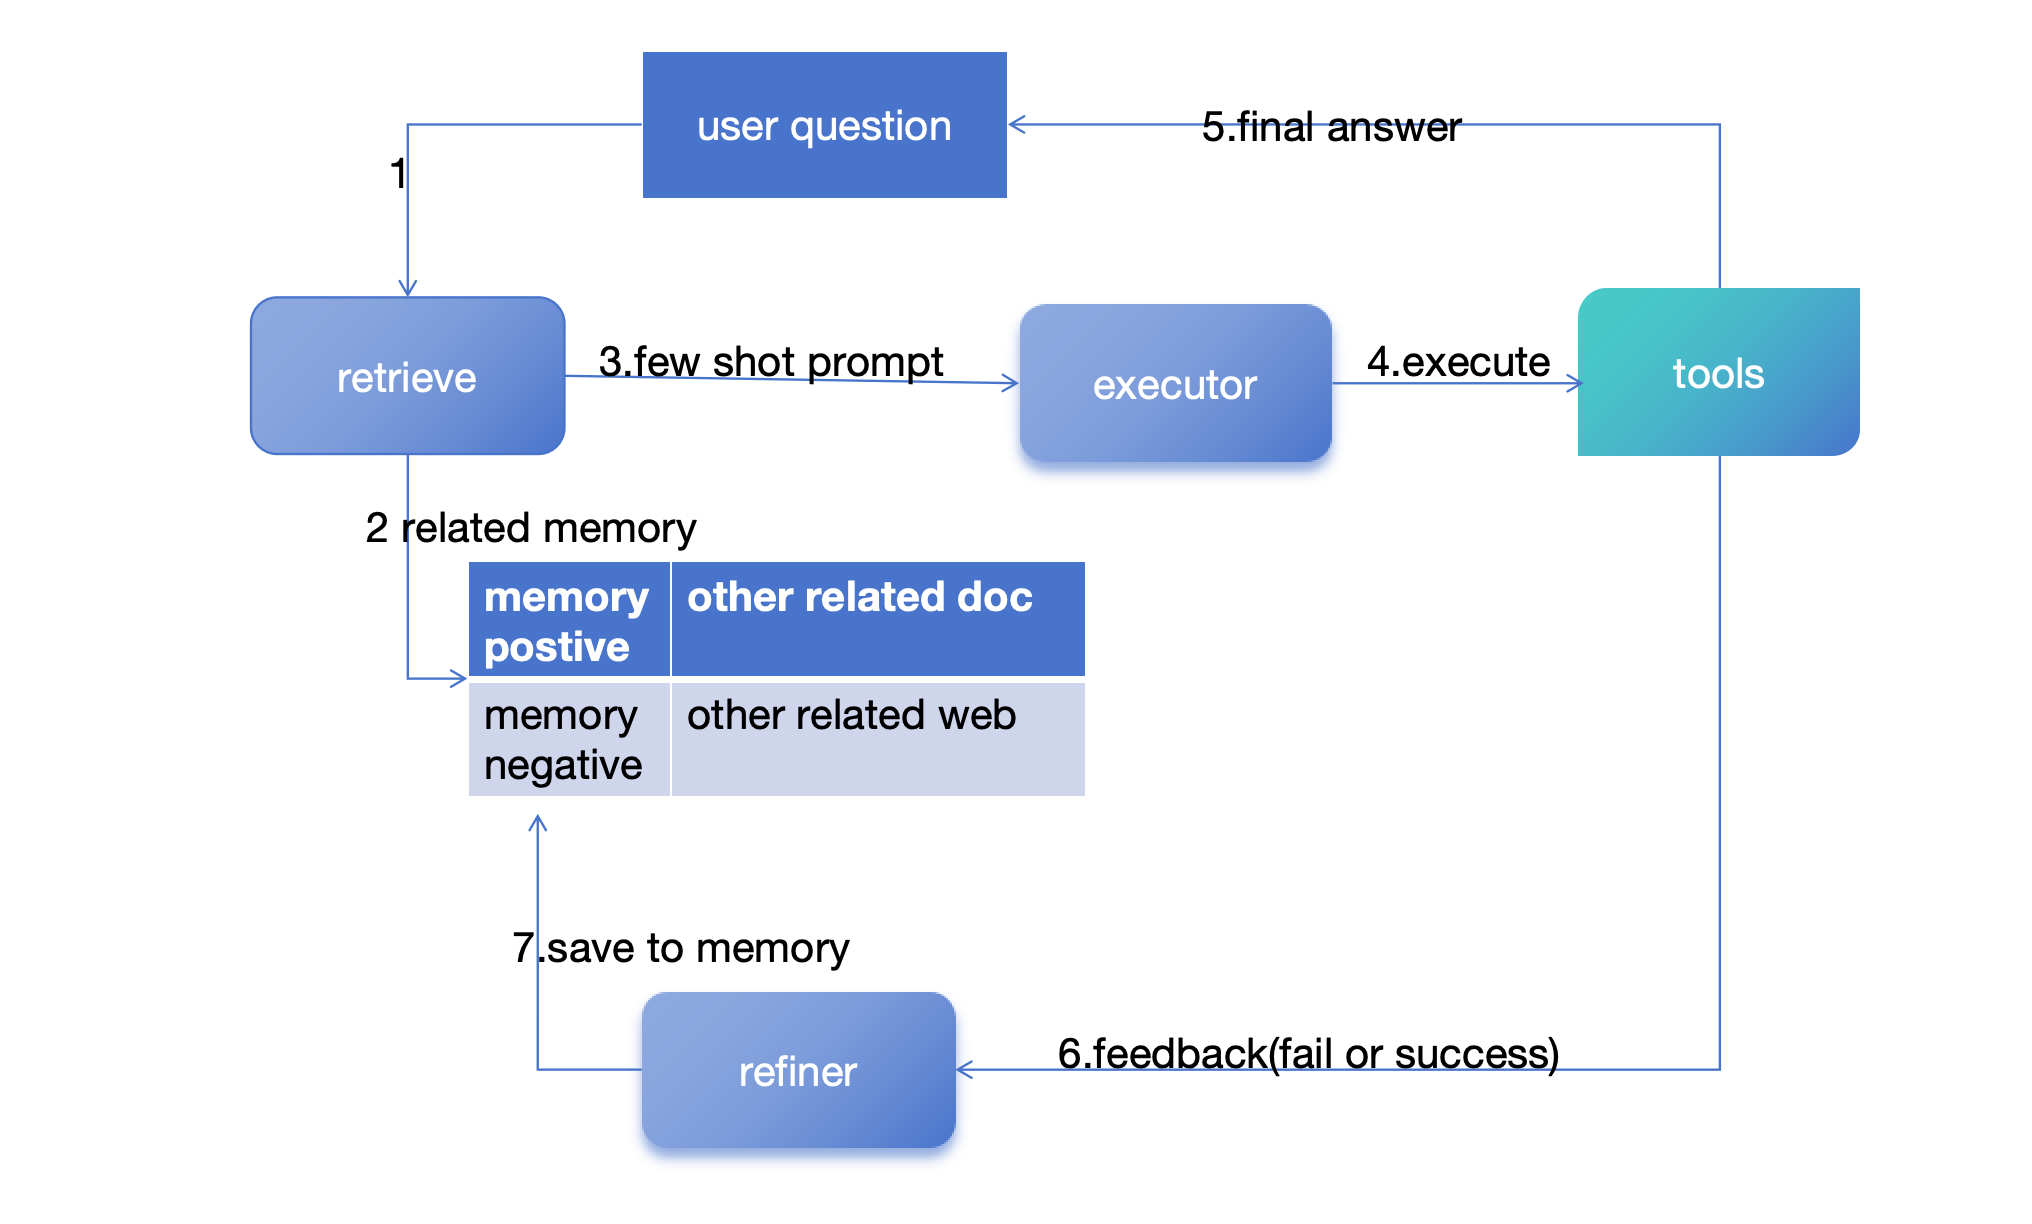 user question
5.final answer
1
retrieve
3.few shot prompt
executor
4.execute
tools
2 related memory
memory
postive
other related doc
memory
negative
other related web
7.save to memory
refiner
6.feedback(fail or success)